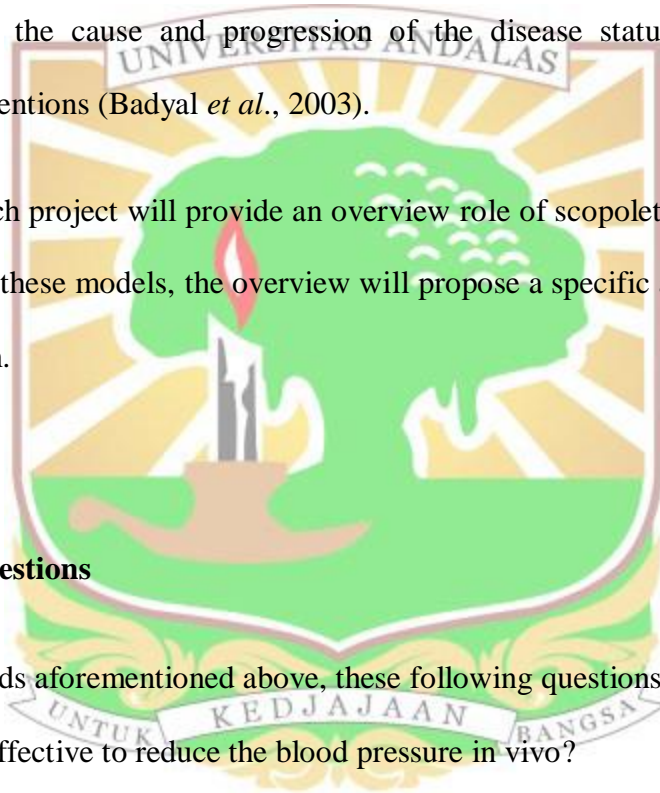 the cause and progression of the disease statu
UNIVERSITAS ANDALAS
entions (Badyal et al., 2003).
ch project will provide an overview role of scopolet
these models, the overview will propose a specific
n.
estions
ds aforementioned above, these following questions
UNTUK KEDJAJAAN BANGSA
ffective to reduce the blood pressure in vivo?